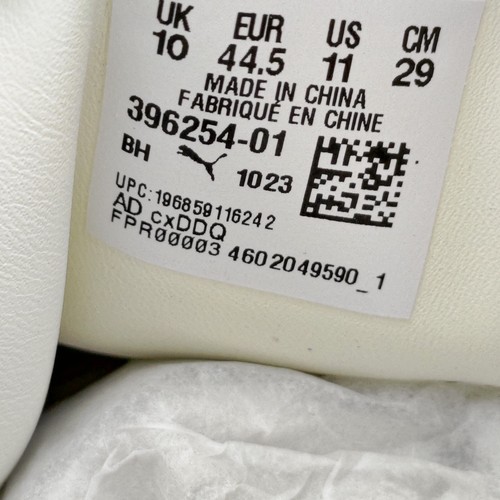 UK EUR US CM
10 44.5 11 29
MADE IN CHINA
FABRIQUÉ EN CHINE
396254-01
BH 1023
UPC:196859116242
AD cxDDQ
FPR00003 4602049590_1